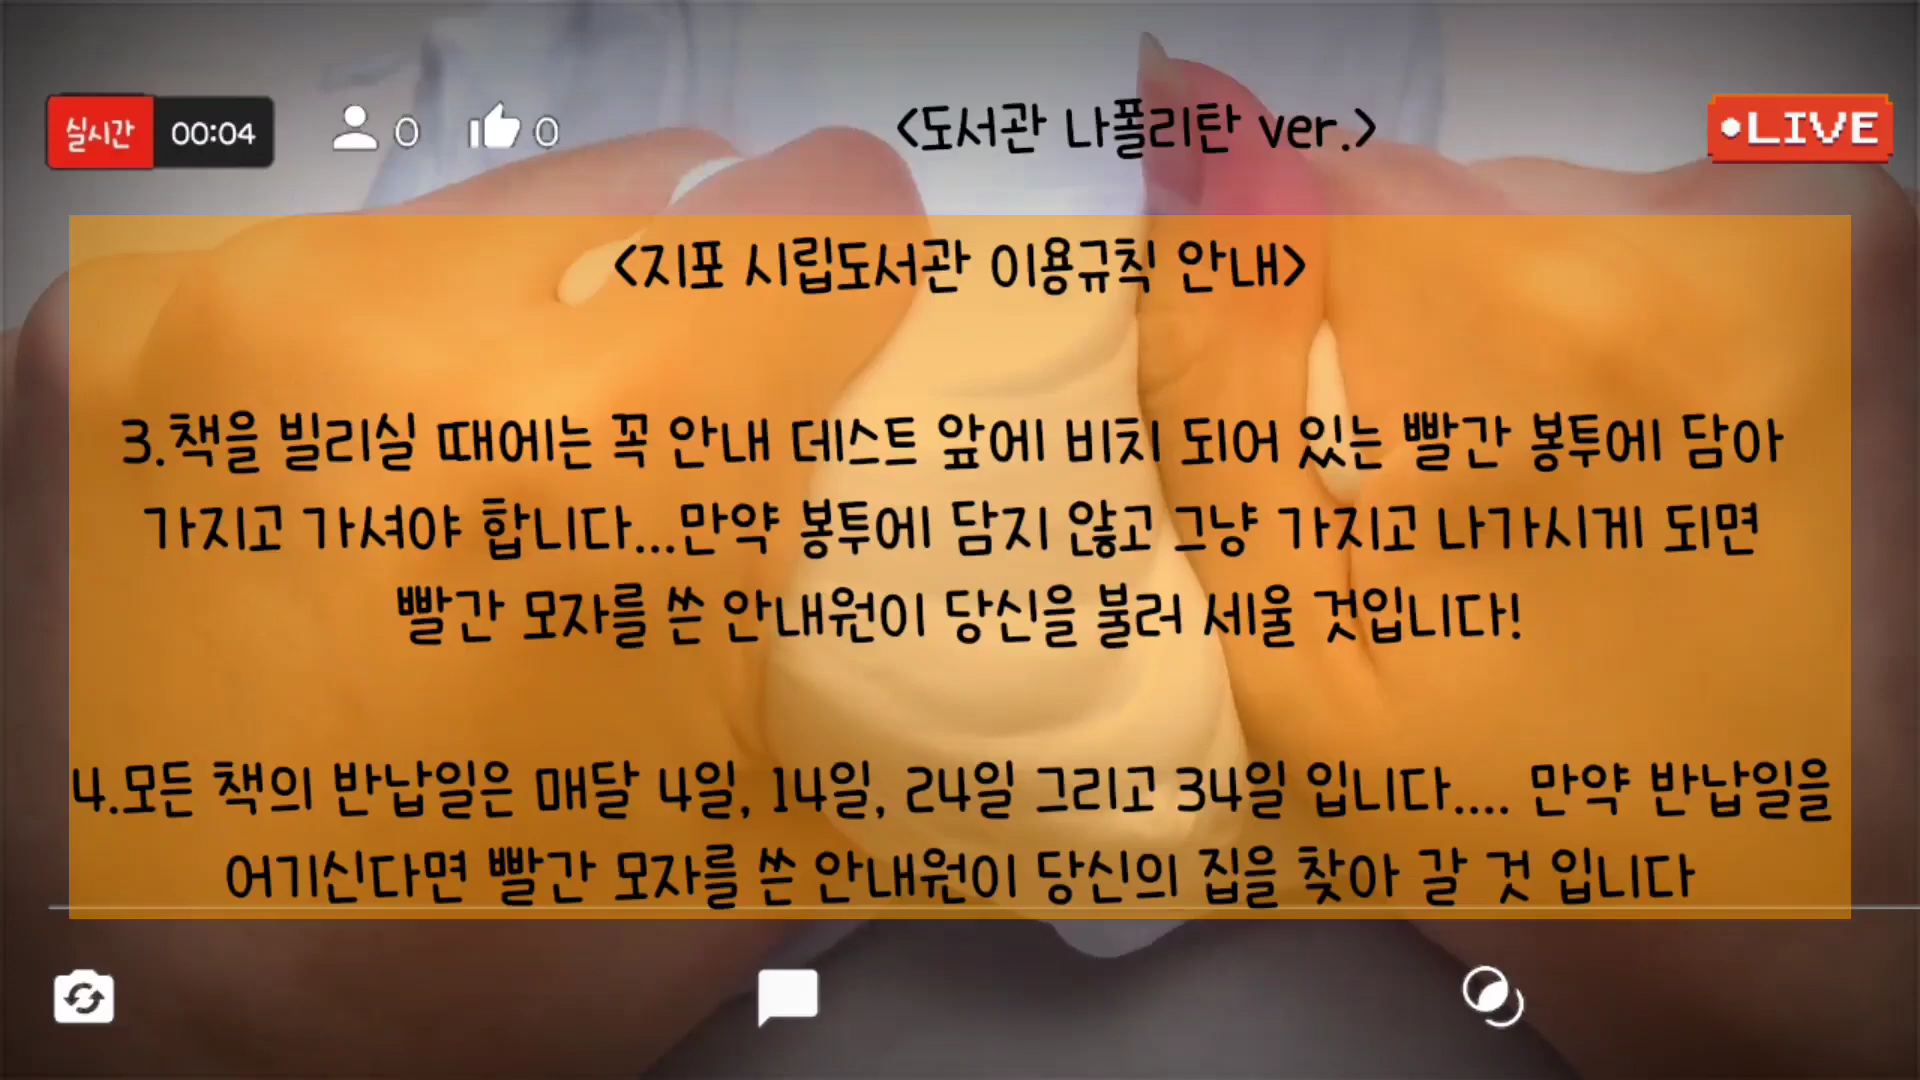 실시간 00:04 0 0 <도서관 나폴리탄 ver.> LIVE
<지포 시립도서관 이용규칙 안내>
3.책을 빌리실 때에는 꼭 안내 데스트 앞에 비치 되어 있는 빨간 봉투에 담아
가지고 가셔야 합니다...만약 봉투에 담지 않고 그냥 가지고 나가시게 되면
빨간 모자를 쓴 안내원이 당신을 불러 세울 것입니다!
4.모든 책의 반납일은 매달 4일, 14일, 24일 그리고 34일 입니다.... 만약 반납일을
어기신다면 빨간 모자를 쓴 안내원이 당신의 집을 찾아 갈 것 입니다